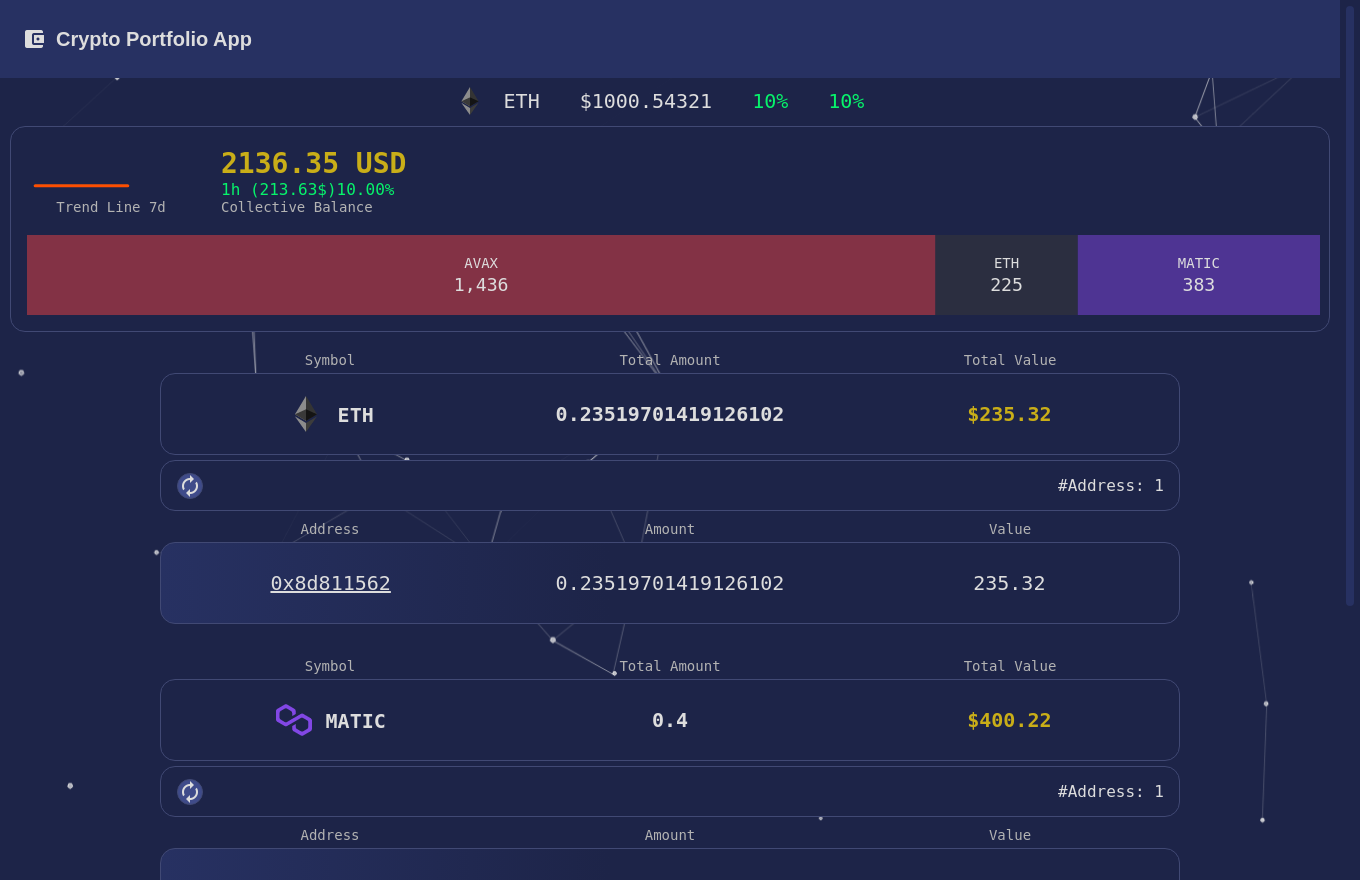 Crypto Portfolio App
ETH $1000.54321 10% 10%
2136.35 USD
1h (213.63$)10.00%
Trend Line 7d Collective Balance
AVAX ETH MATIC
1,436 225 383
Symbol Total Amount Total Value
ETH 0.23519701419126102 $235.32
#Address: 1
Address Amount Value
0x8d811562 0.23519701419126102 235.32
Symbol Total Amount Total Value
MATIC 0.4 $400.22
#Address: 1
Address Amount Value